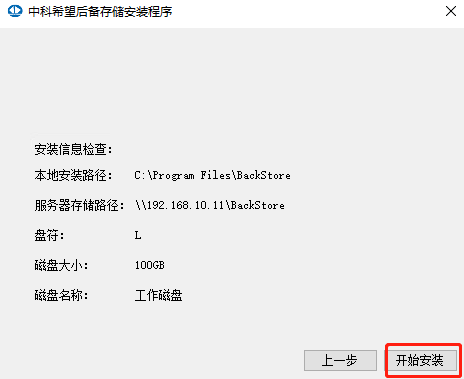 中科希望后备存储安装程序
安装信息检查：
本地安装路径： C:\Program Files\BackStore
服务器存储路径： \\192.168.10.11\BackStore
盘符： L
磁盘大小： 100GB
磁盘名称： 工作磁盘
上一步 开始安装